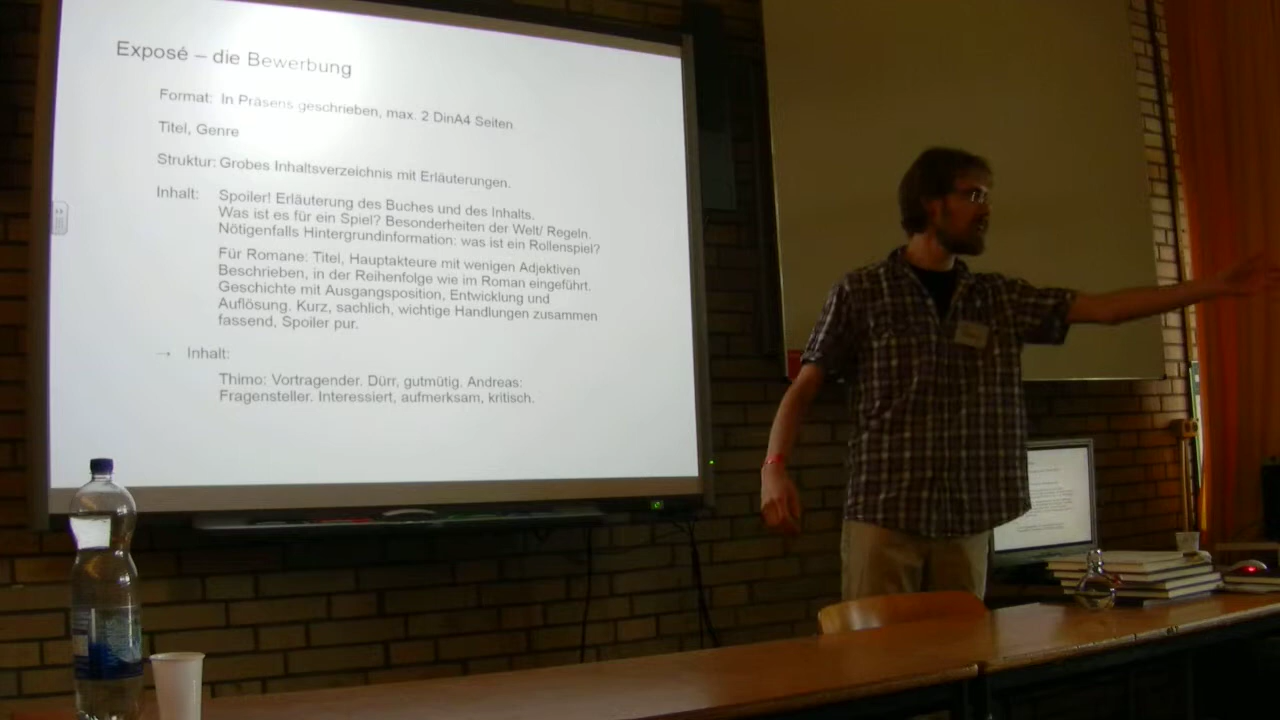 Exposé – die Bewerbung
Format: In Präsens geschrieben, max. 2 DinA4 Seiten
Titel, Genre
Struktur: Grobes Inhaltsverzeichnis mit Erläuterungen.
Inhalt: Spoiler! Erläuterung des Buches und des Inhalts.
Was ist es für ein Spiel? Besonderheiten der Welt/ Regeln.
Nötigenfalls Hintergrundinformation: was ist ein Rollenspiel?
Für Romane: Titel, Hauptakteure mit wenigen Adjektiven
Beschrieben, in der Reihenfolge wie im Roman eingeführt.
Geschichte mit Ausgangsposition, Entwicklung und
Auflösung. Kurz, sachlich, wichtige Handlungen zusammen
fassend, Spoiler pur.
→ Inhalt:
Thimo: Vortragender. Dürr, gutmütig. Andreas:
Fragensteller. Interessiert, aufmerksam, kritisch.